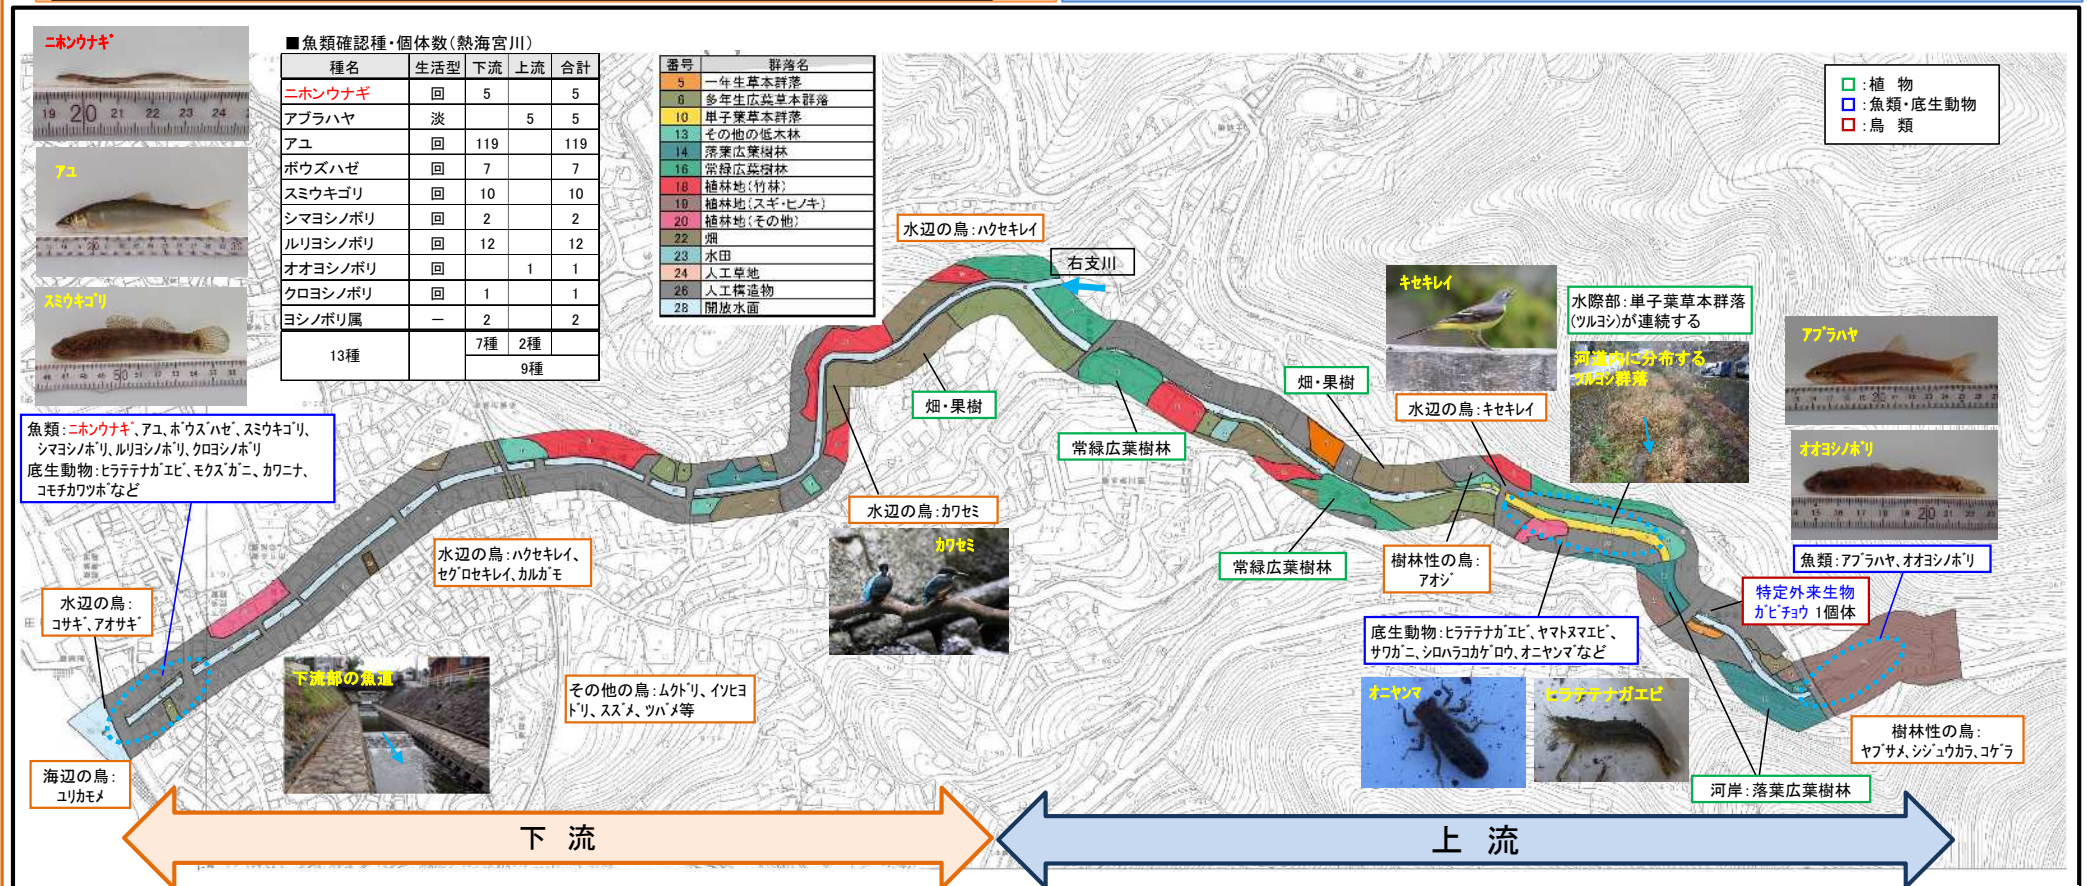 ニホンウナギ
アユ
スミウキゴリ
■魚類確認種・個体数(熱海宮川)
種名 生活型 下流 上流 合計
ニホンウナギ 回 5 5
アブラハヤ 淡 5 5
アユ 回 119 119
ボウズハゼ 回 7 7
スミウキゴリ 回 10 10
シマヨシノボリ 回 2 2
ルリヨシノボリ 回 12 12
オオヨシノボリ 回 1 1
クロヨシノボリ 回 1 1
ヨシノボリ属 － 2 2
13種 7種 2種
9種
番号 群落名
5 一年生草本群落
6 多年生広葉草本群落
10 単子葉草本群落
13 その他の低木林
14 落葉広葉樹林
16 常緑広葉樹林
18 植林地(竹林)
19 植林地(スギ・ヒノキ)
20 植林地(その他)
22 畑
23 水田
24 人工草地
26 人工構造物
28 開放水面
□:植 物
□:魚類・底生動物
□:鳥 類
水辺の鳥:ハクセキレイ
右支川
キセキレイ
水際部:単子葉草本群落
(ツルヨシ)が連続する
河道内に分布する
ツルヨシ群落
アブラハヤ
オオヨシノボリ
畑・果樹
水辺の鳥:キセキレイ
畑・果樹
常緑広葉樹林
魚類:ニホンウナギ、アユ、ボウズハゼ、スミウキゴリ、
シマヨシノボリ、ルリヨシノボリ、クロヨシノボリ
底生動物:ヒラテテナガエビ、モクズガニ、カワニナ、
コモチカワツボなど
水辺の鳥:カワセミ
カワセミ
水辺の鳥:ハクセキレイ、
セグロセキレイ、カルガモ
常緑広葉樹林
樹林性の鳥:
アオジ
魚類:アブラハヤ、オオヨシノボリ
特定外来生物
ガビチョウ 1個体
水辺の鳥:
コサギ、アオサギ
底生動物:ヒラテテナガエビ、ヤマトヌマエビ、
サワガニ、シロハラコカゲロウ、オニヤンマなど
下流部の魚道
その他の鳥:ムクドリ、イソヒヨ
ドリ、スズメ、ツバメ等
オニヤンマ
ヒラテテナガエビ
樹林性の鳥:
ヤブサメ、シジュウカラ、コゲラ
海辺の鳥:
ユリカモメ
河岸:落葉広葉樹林
下 流
上 流